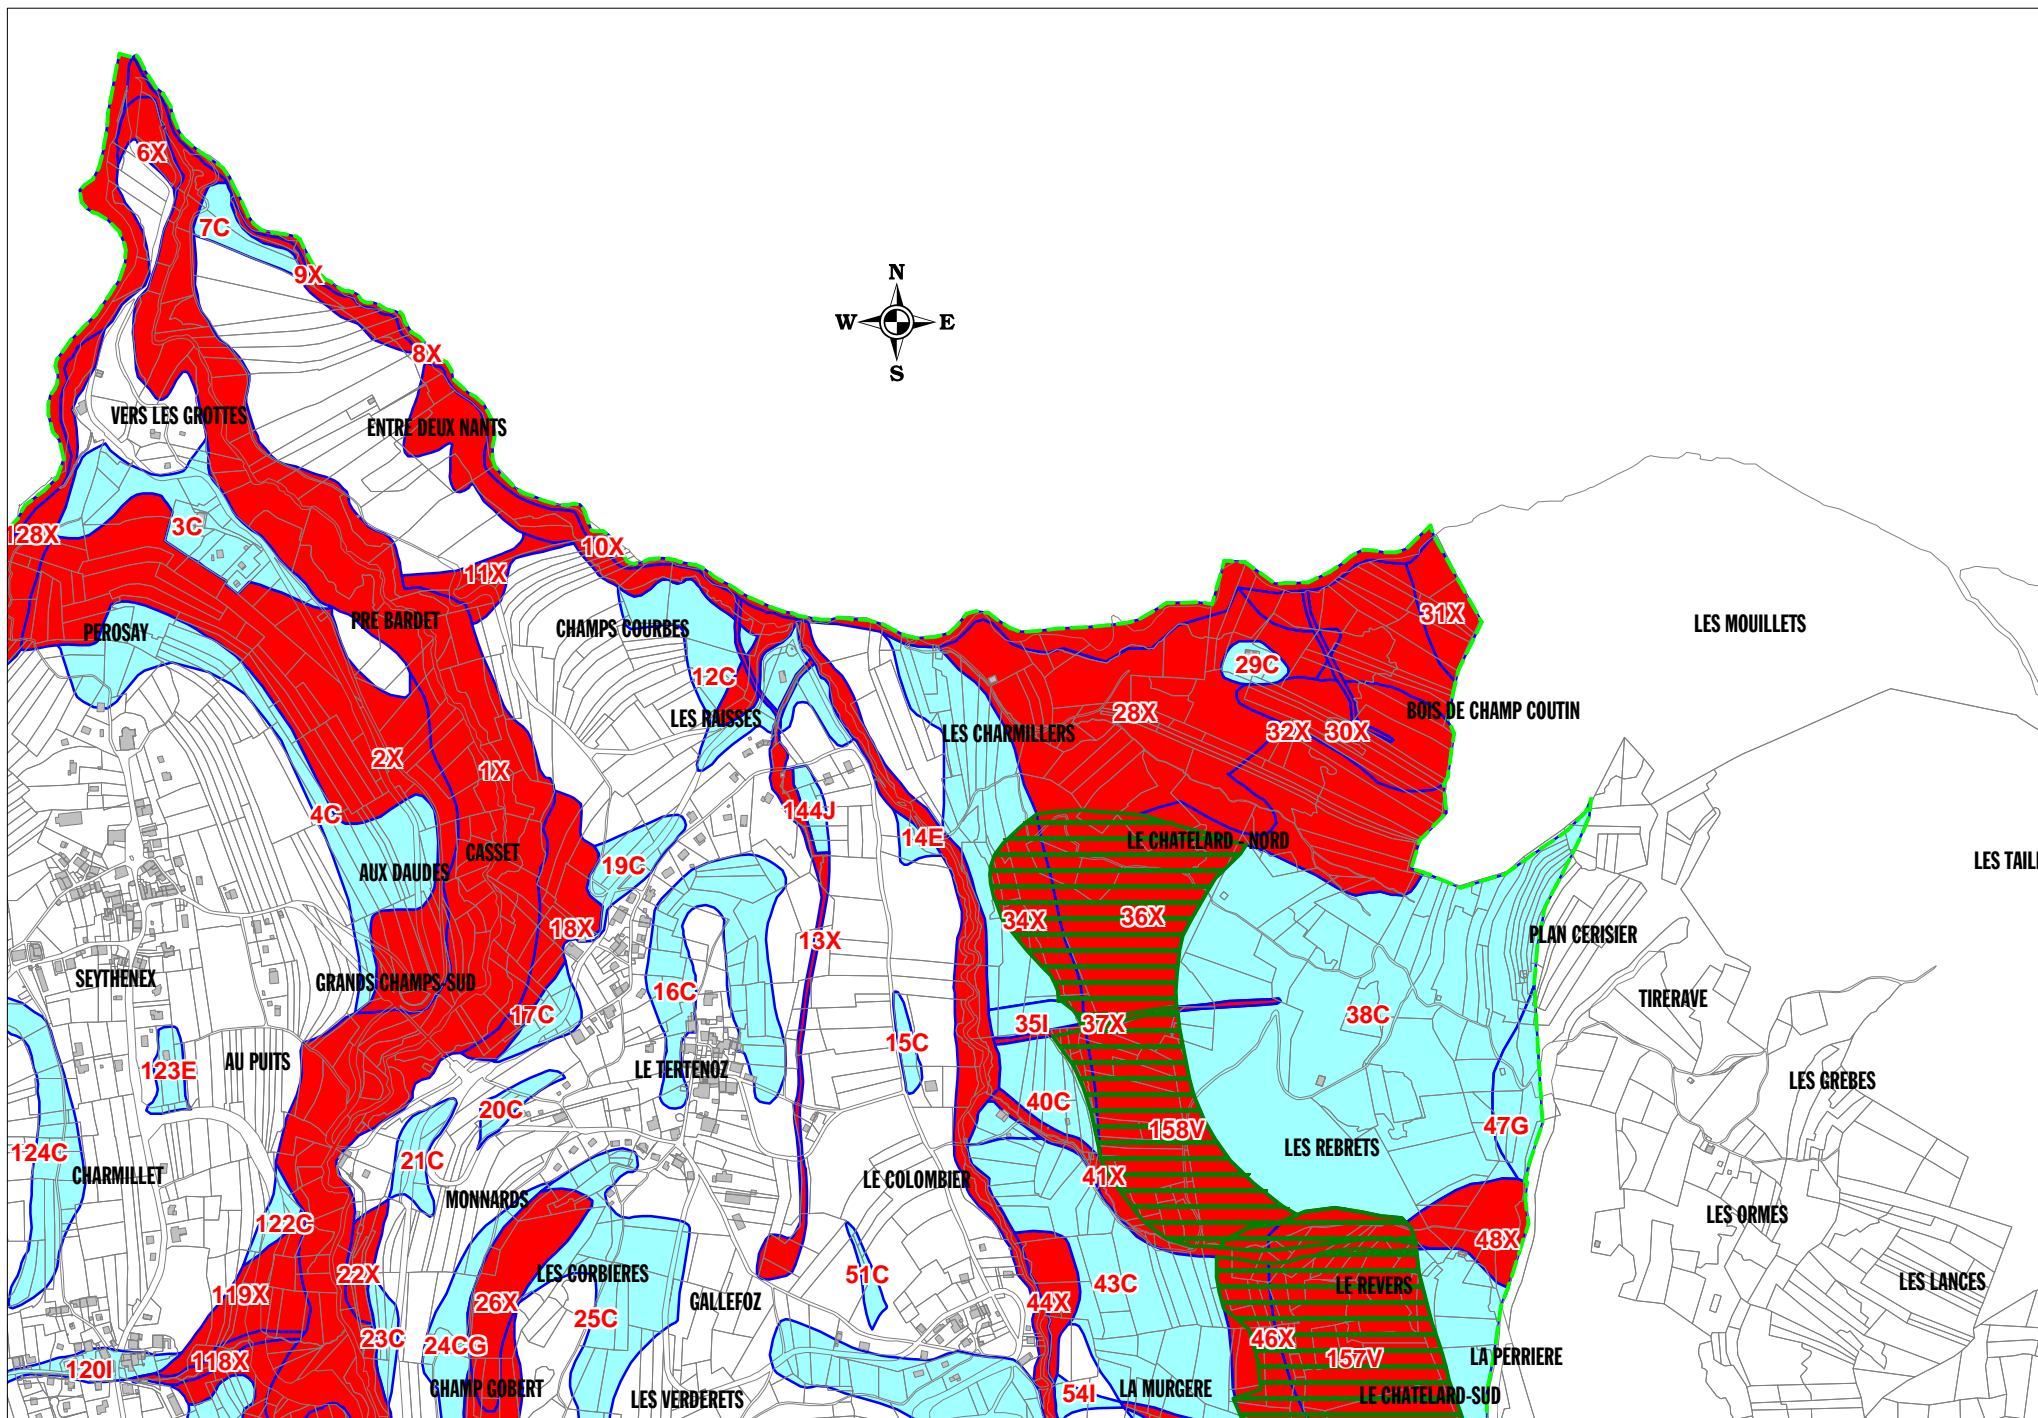 6X
7C
9X
N
W E
S
8X
VERS LES GROTTES
ENTRE DEUX NANTS
3C
128X
10X
11X
31X
PEROSAY
PRE BARDET
CHAMPS COURBES
LES MOUILLETS
29C
12C
LES RAISSES
LES CHARMILLERS
28X
BOIS DE CHAMP COUTIN
32X
30X
2X
1X
4C
144J
14E
LE CHATELARD - NORD
CASSET
AUX DAUDES
19C
LES TAILL
34X
36X
18X
13X
PLAN CERISIER
SEYTHENEX
GRANDS CHAMPS-SUD
16C
TIRERAVE
17C
35I
37X
38C
15C
AU PUITS
123E
LE TERTENOZ
LES GREBES
20C
40C
158V
47G
124C
21C
LES REBRETS
CHARMILLET
41X
LE COLOMBIER
MONNARDS
LES ORMES
122C
48X
22X
LES CORBIERES
51C
43C
LE REVERS
LES LANCES
119X
26X
GALLEFOZ
44X
25C
23C
24CG
46X
118X
157V
LA PERRIERE
120I
CHAMP GOBERT
LES VERDERETS
54I
LA MURGERE
LE CHATELARD-SUD